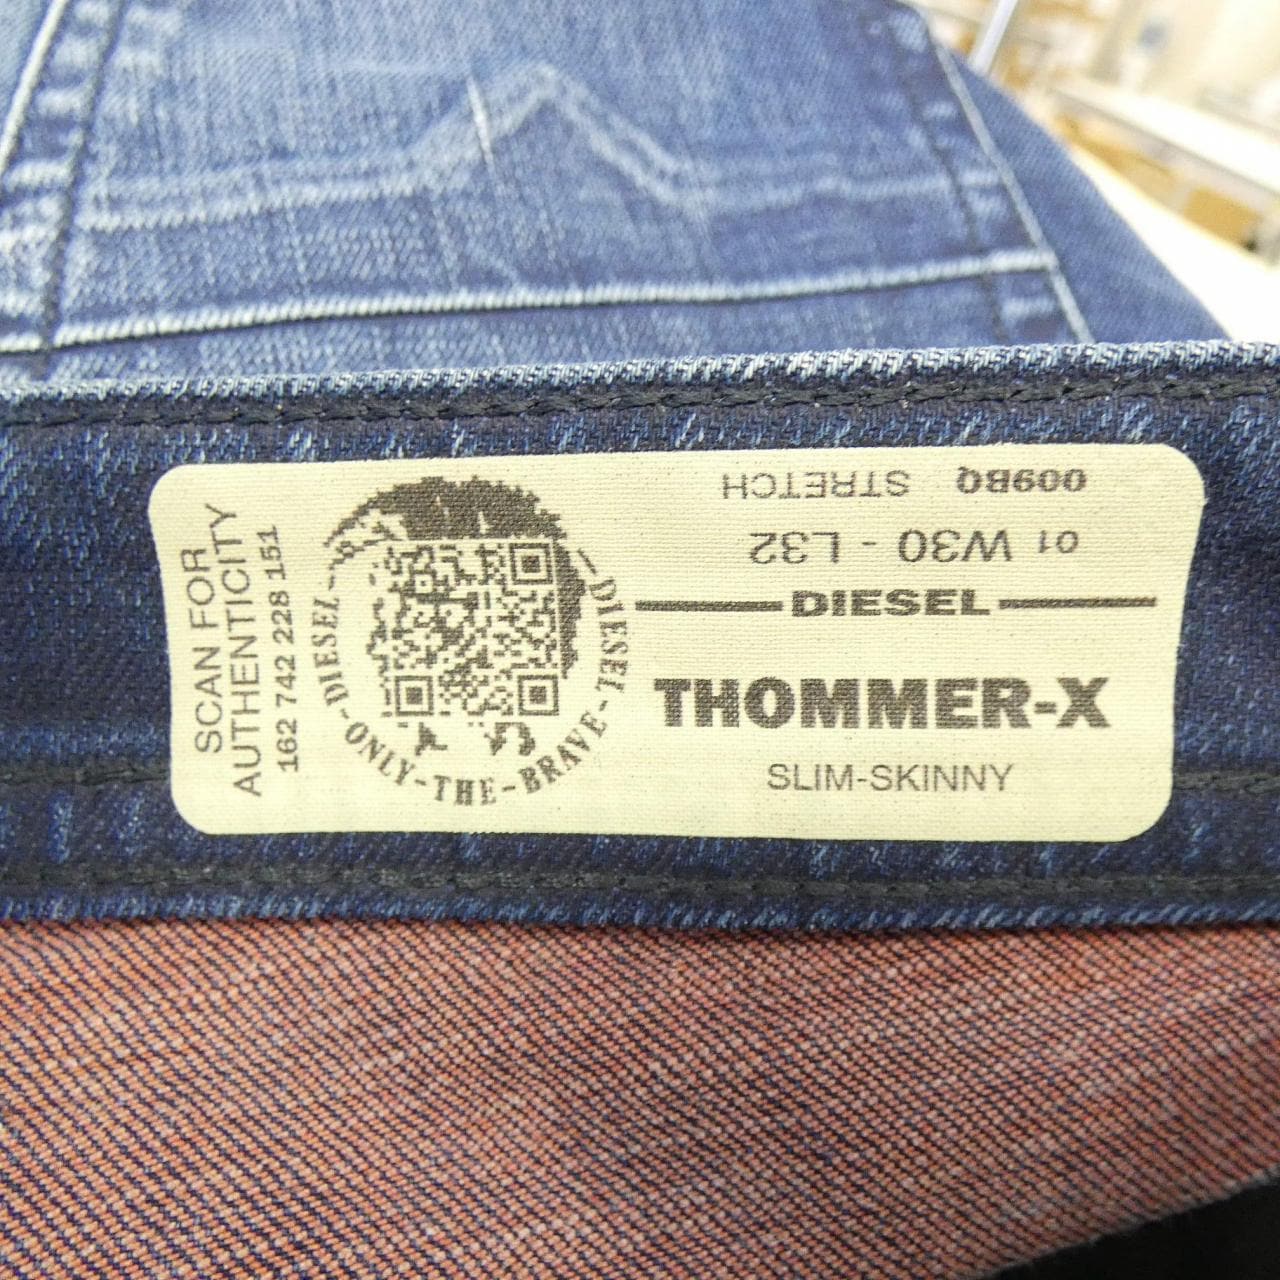 SCAN FOR
AUTHENTICITY
162 742 228 151
DIESEL-ONLY-THE-BRAVE-DIESEL
009BQ STRETCH
01 W30 - L32
DIESEL
THOMMER-X
SLIM-SKINNY